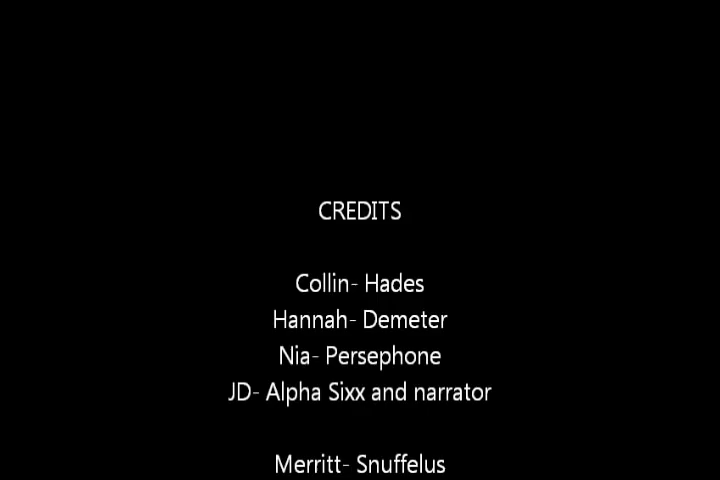 CREDITS
Collin- Hades
Hannah- Demeter
Nia- Persephone
JD- Alpha Sixx and narrator
Merritt- Snuffelus